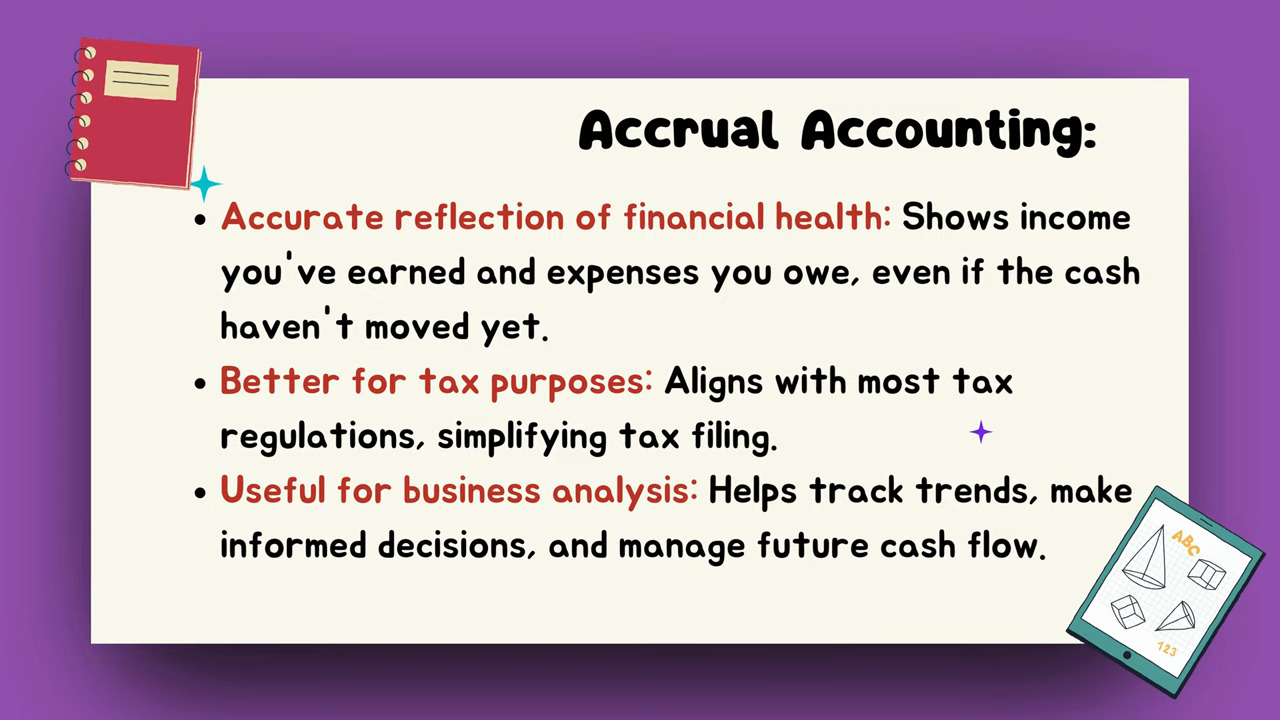 Accrual Accounting:
• Accurate reflection of financial health: Shows income
you've earned and expenses you owe, even if the cash
haven't moved yet.
• Better for tax purposes: Aligns with most tax
regulations, simplifying tax filing.
• Useful for business analysis: Helps track trends, make
informed decisions, and manage future cash flow.
ABC
123